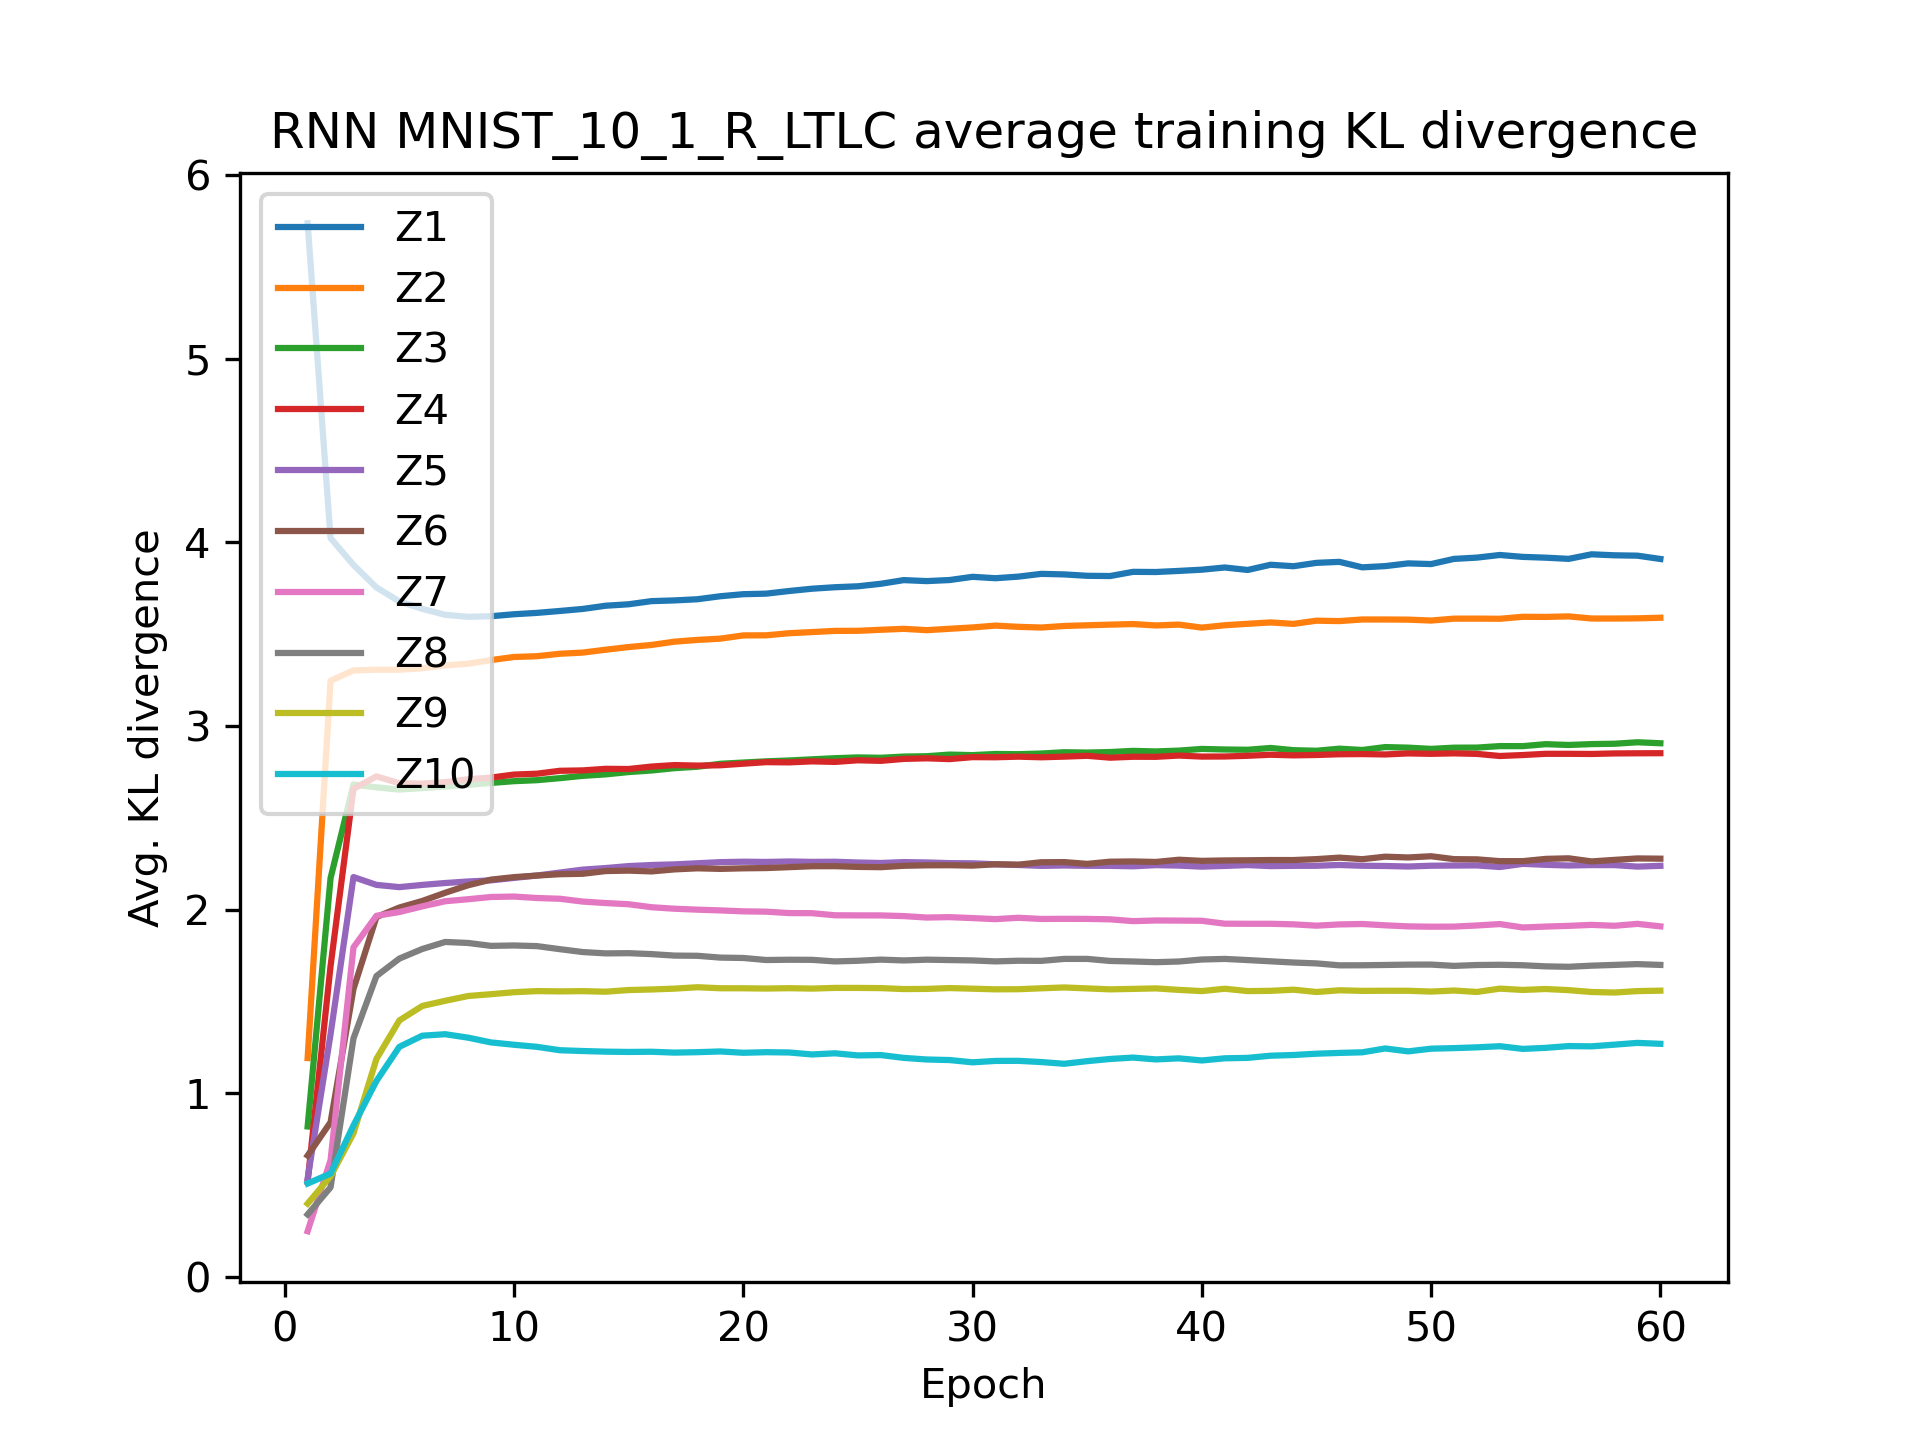 RNN MNIST_10_1_R_LTLC average training KL divergence
Avg. KL divergence
6
5
4
3
2
1
0
Z1
Z2
Z3
Z4
Z5
Z6
Z7
Z8
Z9
Z10
0 10 20 30 40 50 60
Epoch